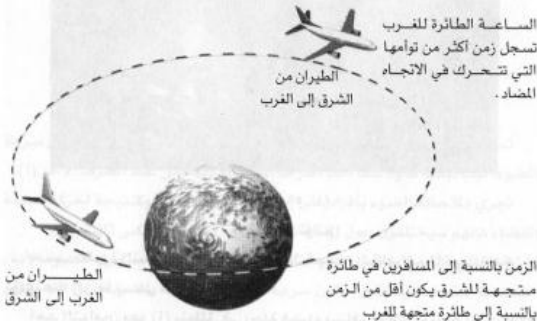 الساعة الطائرة للغرب
تسجل زمن أكثر من توأمها
التي تتحرك في الاتجاه
المضاد.
الطيران من
الشرق إلى الغرب
الطيران من
الغرب إلى الشرق
الزمن بالنسبة إلى المسافرين في طائرة
متجهة للشرق يكون أقل من الزمن
بالنسبة إلى طائرة متجهة للغرب